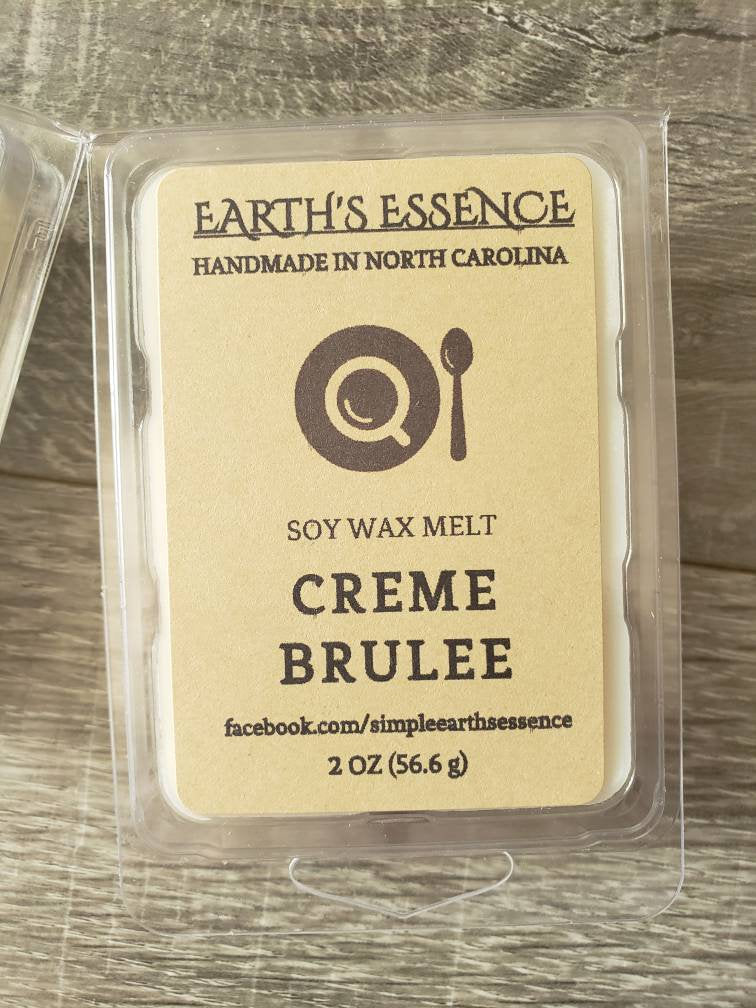 EARTH'S ESSENCE
HANDMADE IN NORTH CAROLINA
SOY WAX MELT
CREME
BRULEE
facebook.com/simpleearthsessence
2 OZ (56.6 g)